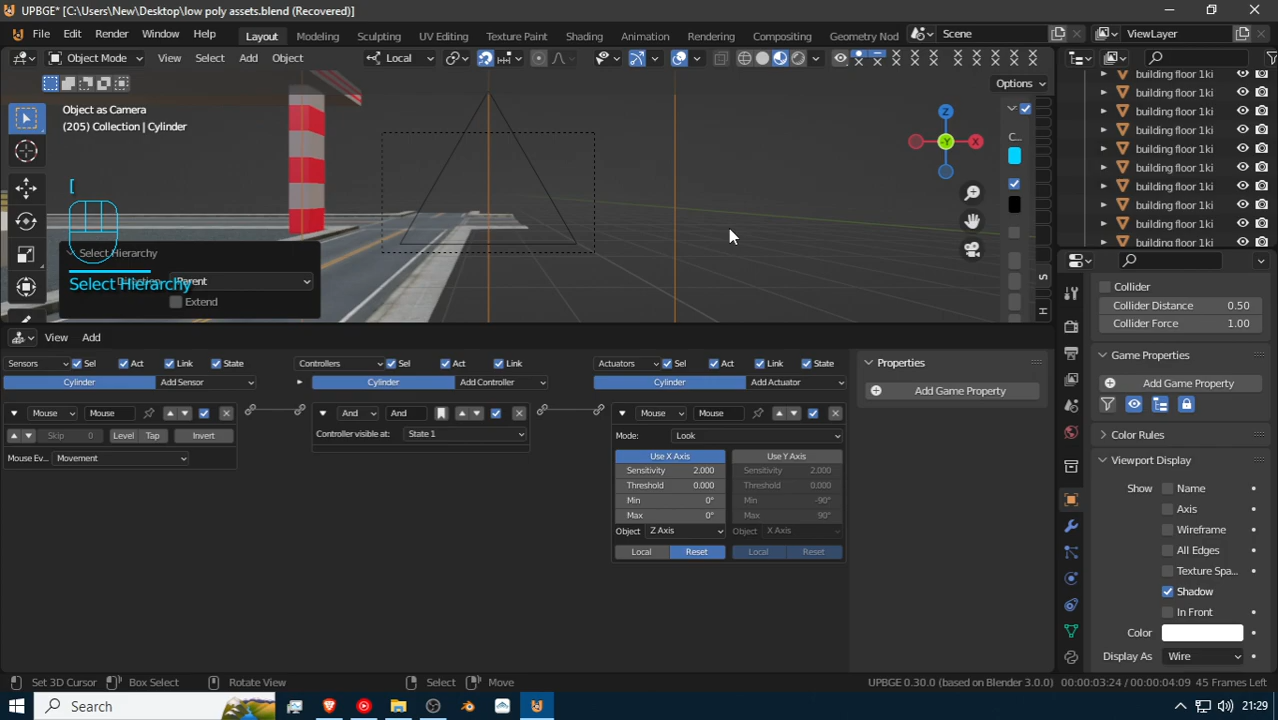 UPBGE* [C:\Users\New\Desktop\low poly assets.blend (Recovered)]
File Edit Render Window Help Layout Modeling Sculpting UV Editing Texture Paint Shading Animation Rendering Compositing Geometry Nod Scene ViewLayer
Object Mode View Select Add Object Local
Options
Object as Camera
(205) Collection | Cylinder
X
Y
Z
[
Select Hierarchy
Direction Parent
Select Hierarchy
Extend
C...
S
H
building floor 1ki
building floor 1ki
building floor 1ki
building floor 1ki
building floor 1ki
building floor 1ki
building floor 1ki
building floor 1ki
building floor 1ki
building floor 1ki
View Add
Sensors Sel Act Link State Controllers Sel Act Link Actuators Sel Act Link State
Cylinder Add Sensor Cylinder Add Controller Cylinder Add Actuator
Mouse Mouse And And Mouse Mouse
Skip 0 Level Tap Invert Controller visible at: State 1 Mode: Look
Mouse Ev... Movement Use X Axis Use Y Axis
Sensitivity 2.000 Sensitivity 2.000
Threshold 0.000 Threshold 0.000
Min 0° Min -90°
Max 0° Max 90°
Object Z Axis Object X Axis
Local Reset Local Reset
Properties
Add Game Property
Collider
Collider Distance 0.50
Collider Force 1.00
Game Properties
Add Game Property
Color Rules
Viewport Display
Show Name
Axis
Wireframe
All Edges
Texture Spa...
Shadow
In Front
Color
Display As Wire
Set 3D Cursor Box Select Rotate View Select Move UPBGE 0.30.0 (based on Blender 3.0.0) 00:00:03:24 / 00:00:04:09 45 Frames Left
Search 21:29